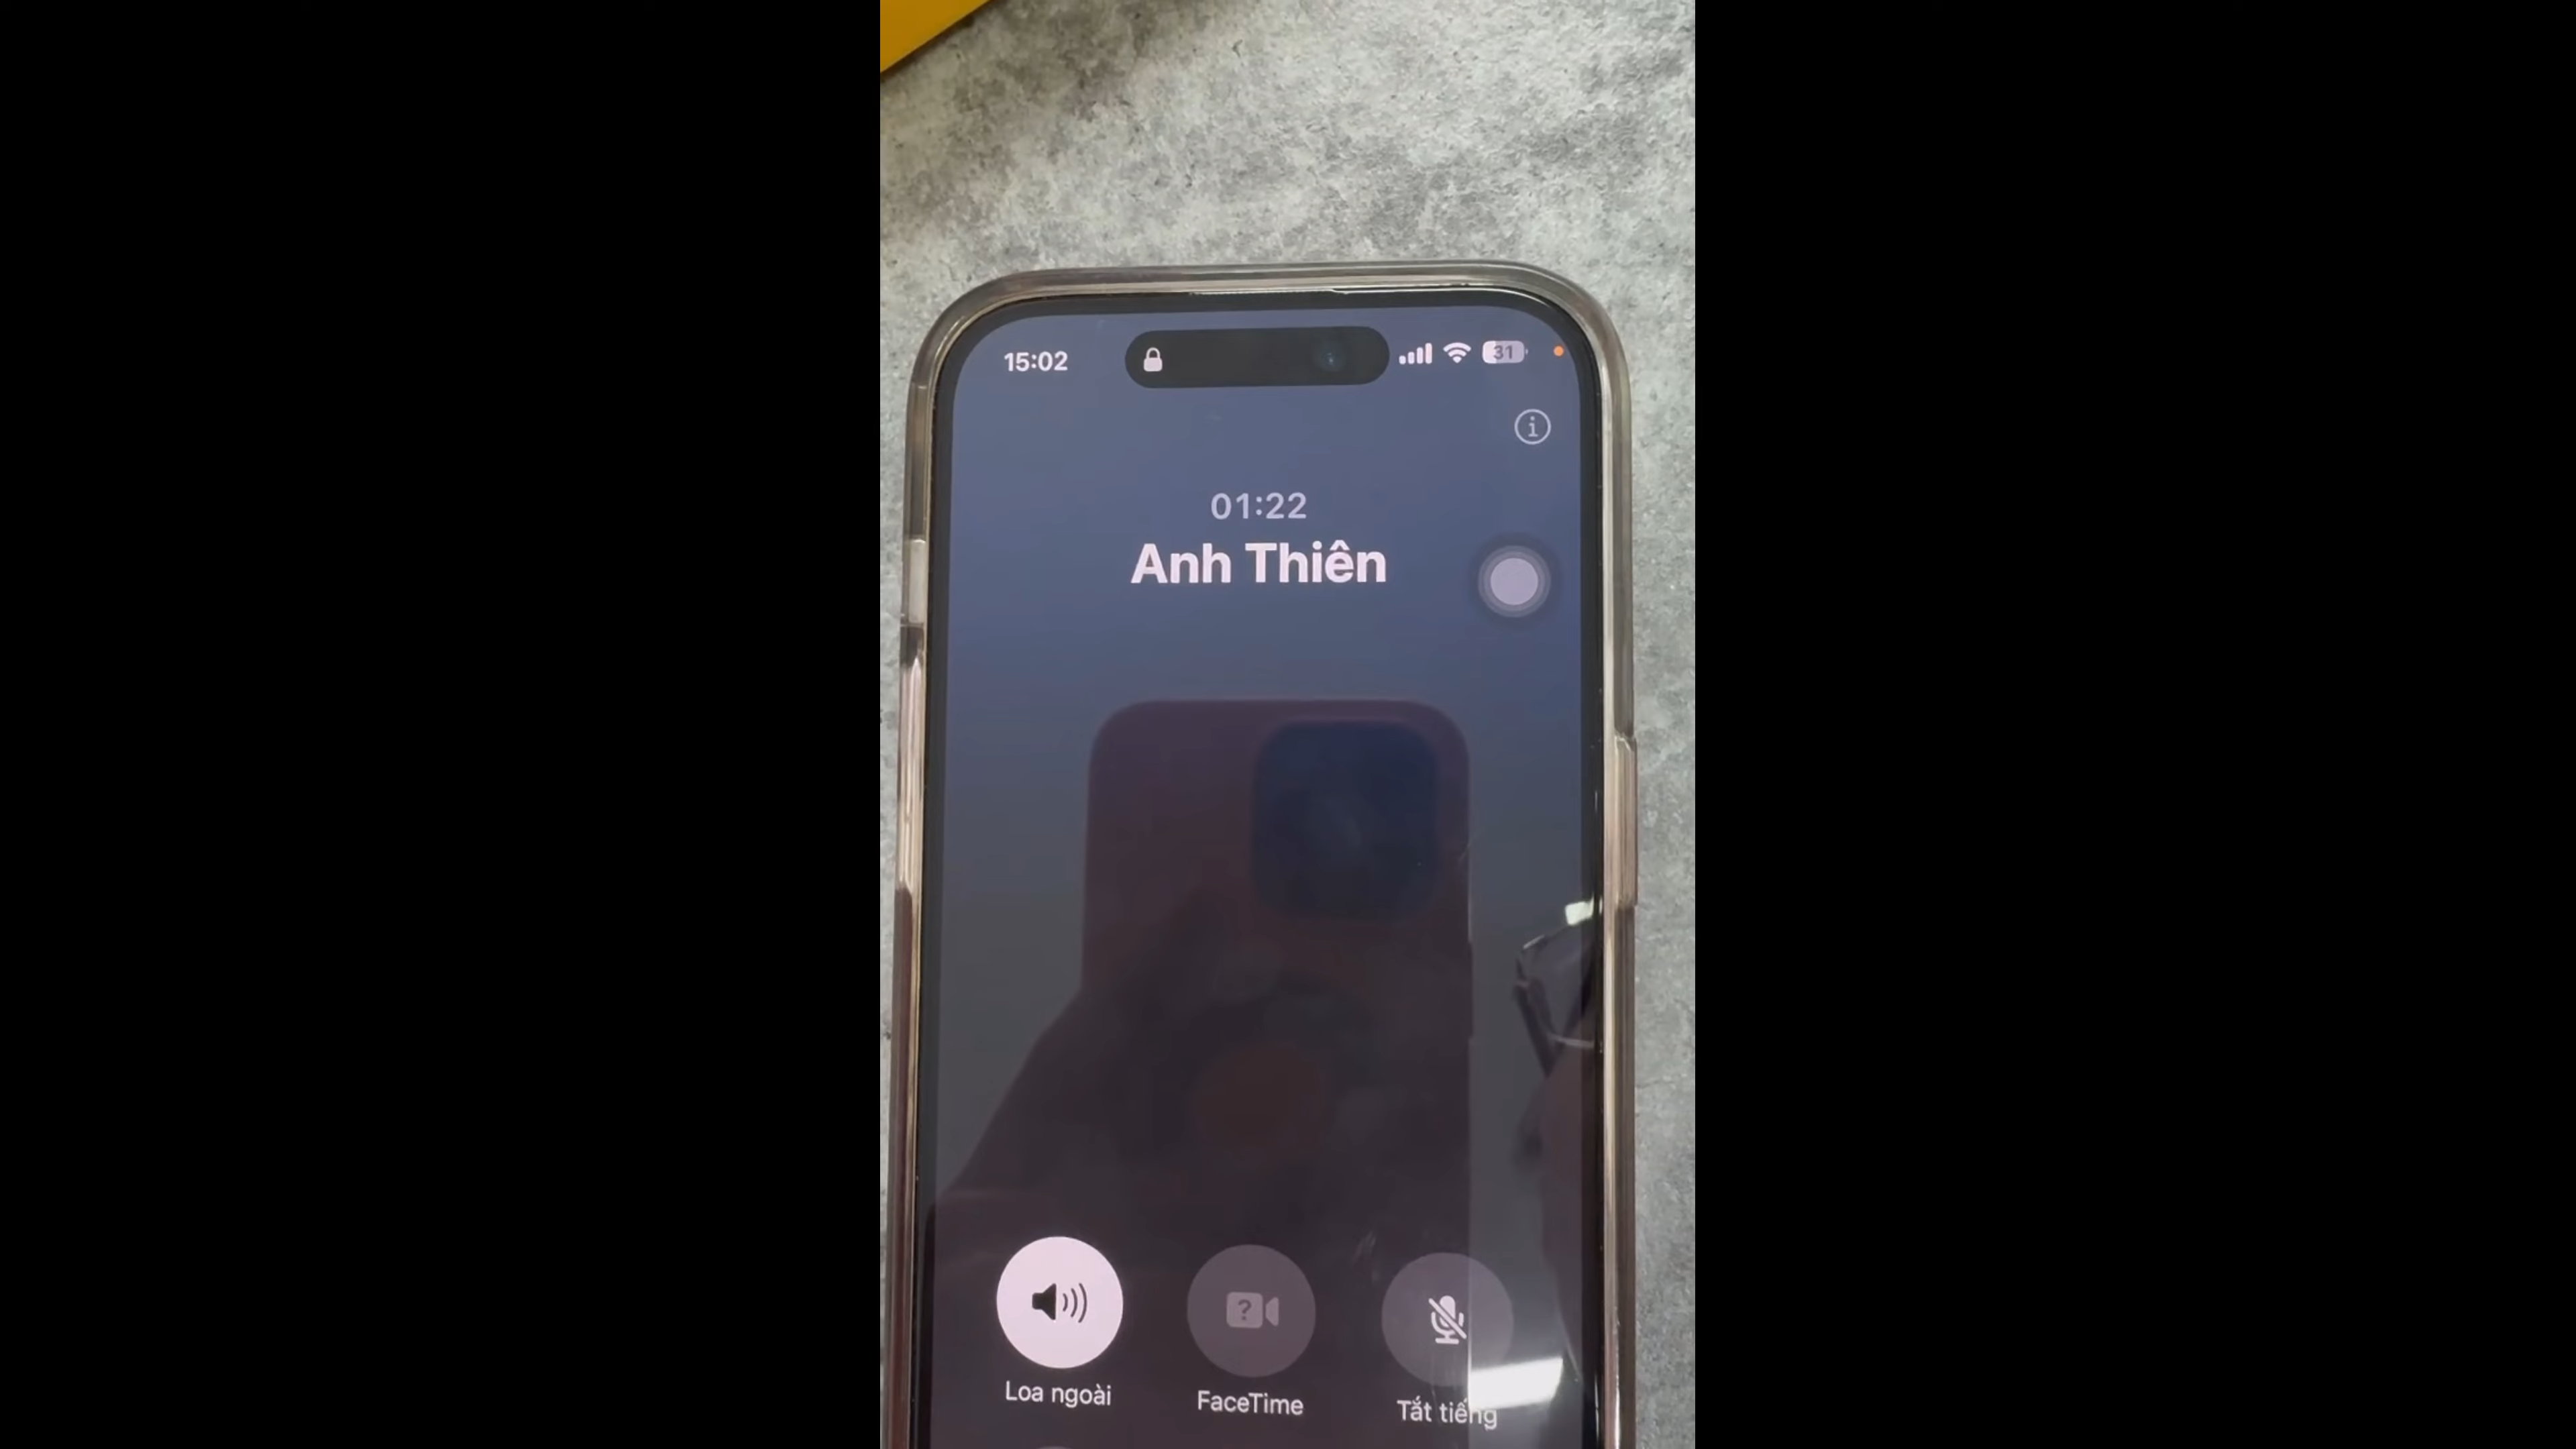 15:02
31
01:22
Anh Thiên
?
Loa ngoài
FaceTime
Tắt tiếng